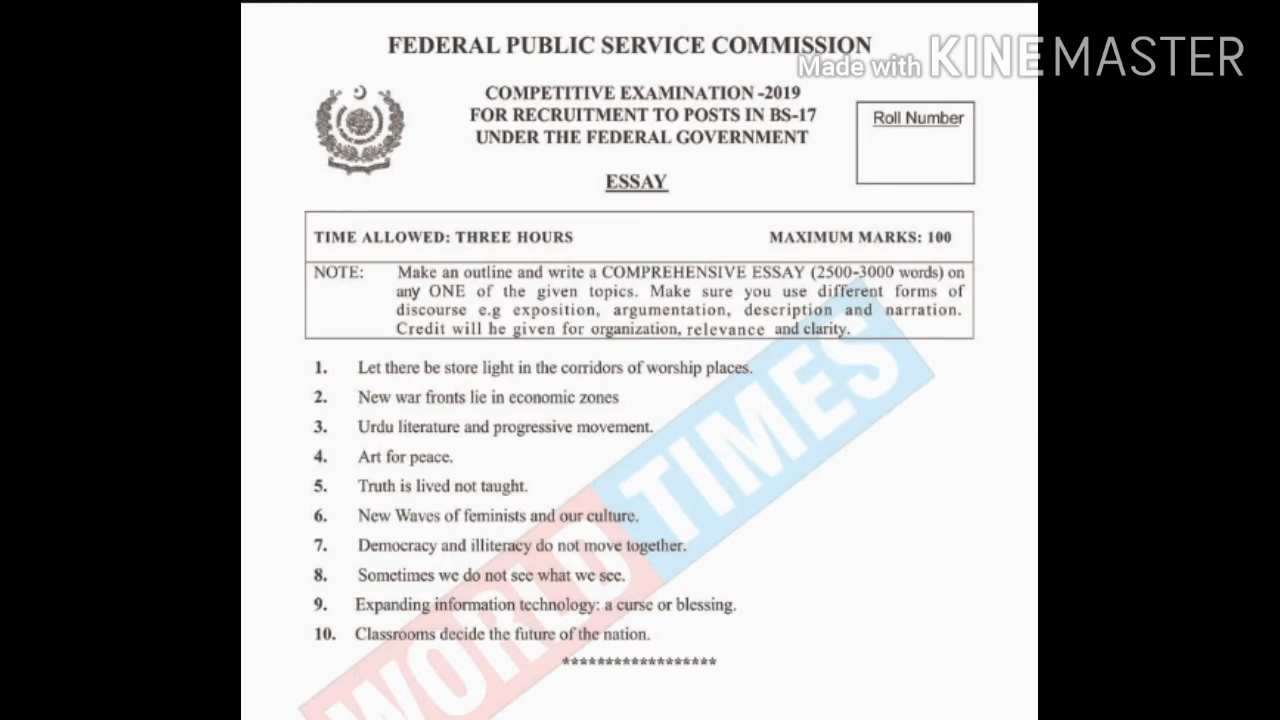 FEDERAL PUBLIC SERVICE COMMISSION
Made with KINEMASTER
COMPETITIVE EXAMINATION -2019
FOR RECRUITMENT TO POSTS IN BS-17
UNDER THE FEDERAL GOVERNMENT
Roll Number
ESSAY
TIME ALLOWED: THREE HOURS MAXIMUM MARKS: 100
NOTE: Make an outline and write a COMPREHENSIVE ESSAY (2500-3000 words) on
any ONE of the given topics. Make sure you use different forms of
discourse e.g exposition, argumentation, description and narration.
Credit will he given for organization, relevance and clarity.
1. Let there be store light in the corridors of worship places.
2. New war fronts lie in economic zones
3. Urdu literature and progressive movement.
4. Art for peace.
5. Truth is lived not taught.
6. New Waves of feminists and our culture.
7. Democracy and illiteracy do not move together.
8. Sometimes we do not see what we see.
9. Expanding information technology: a curse or blessing.
10. Classrooms decide the future of the nation.
******************
WORLD TIMES